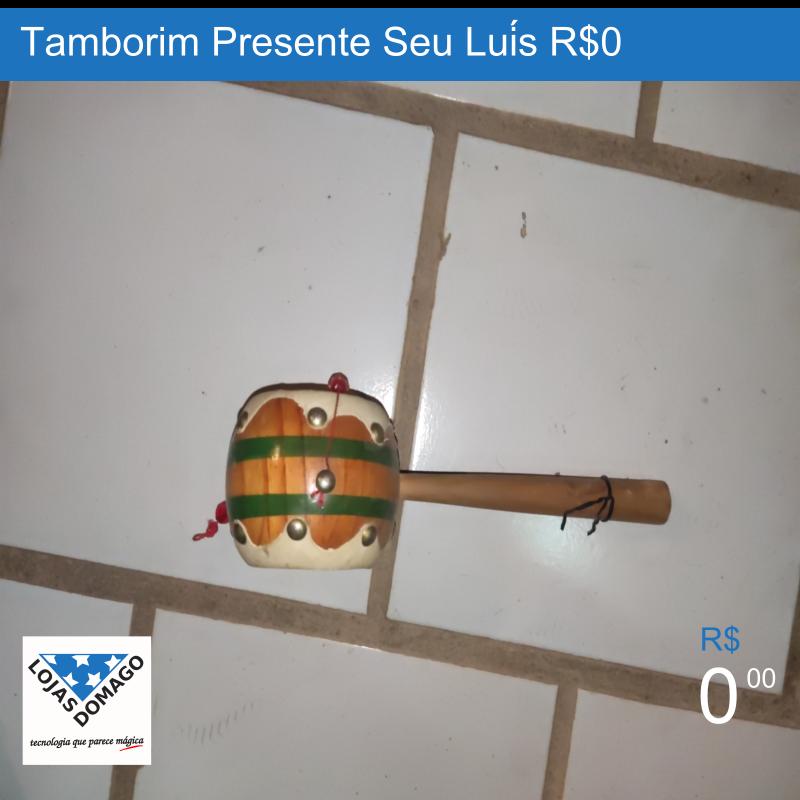 Tamborim Presente Seu Luís R$0
R$
0 00
LOJAS DOMAGO
tecnologia que parece mágica